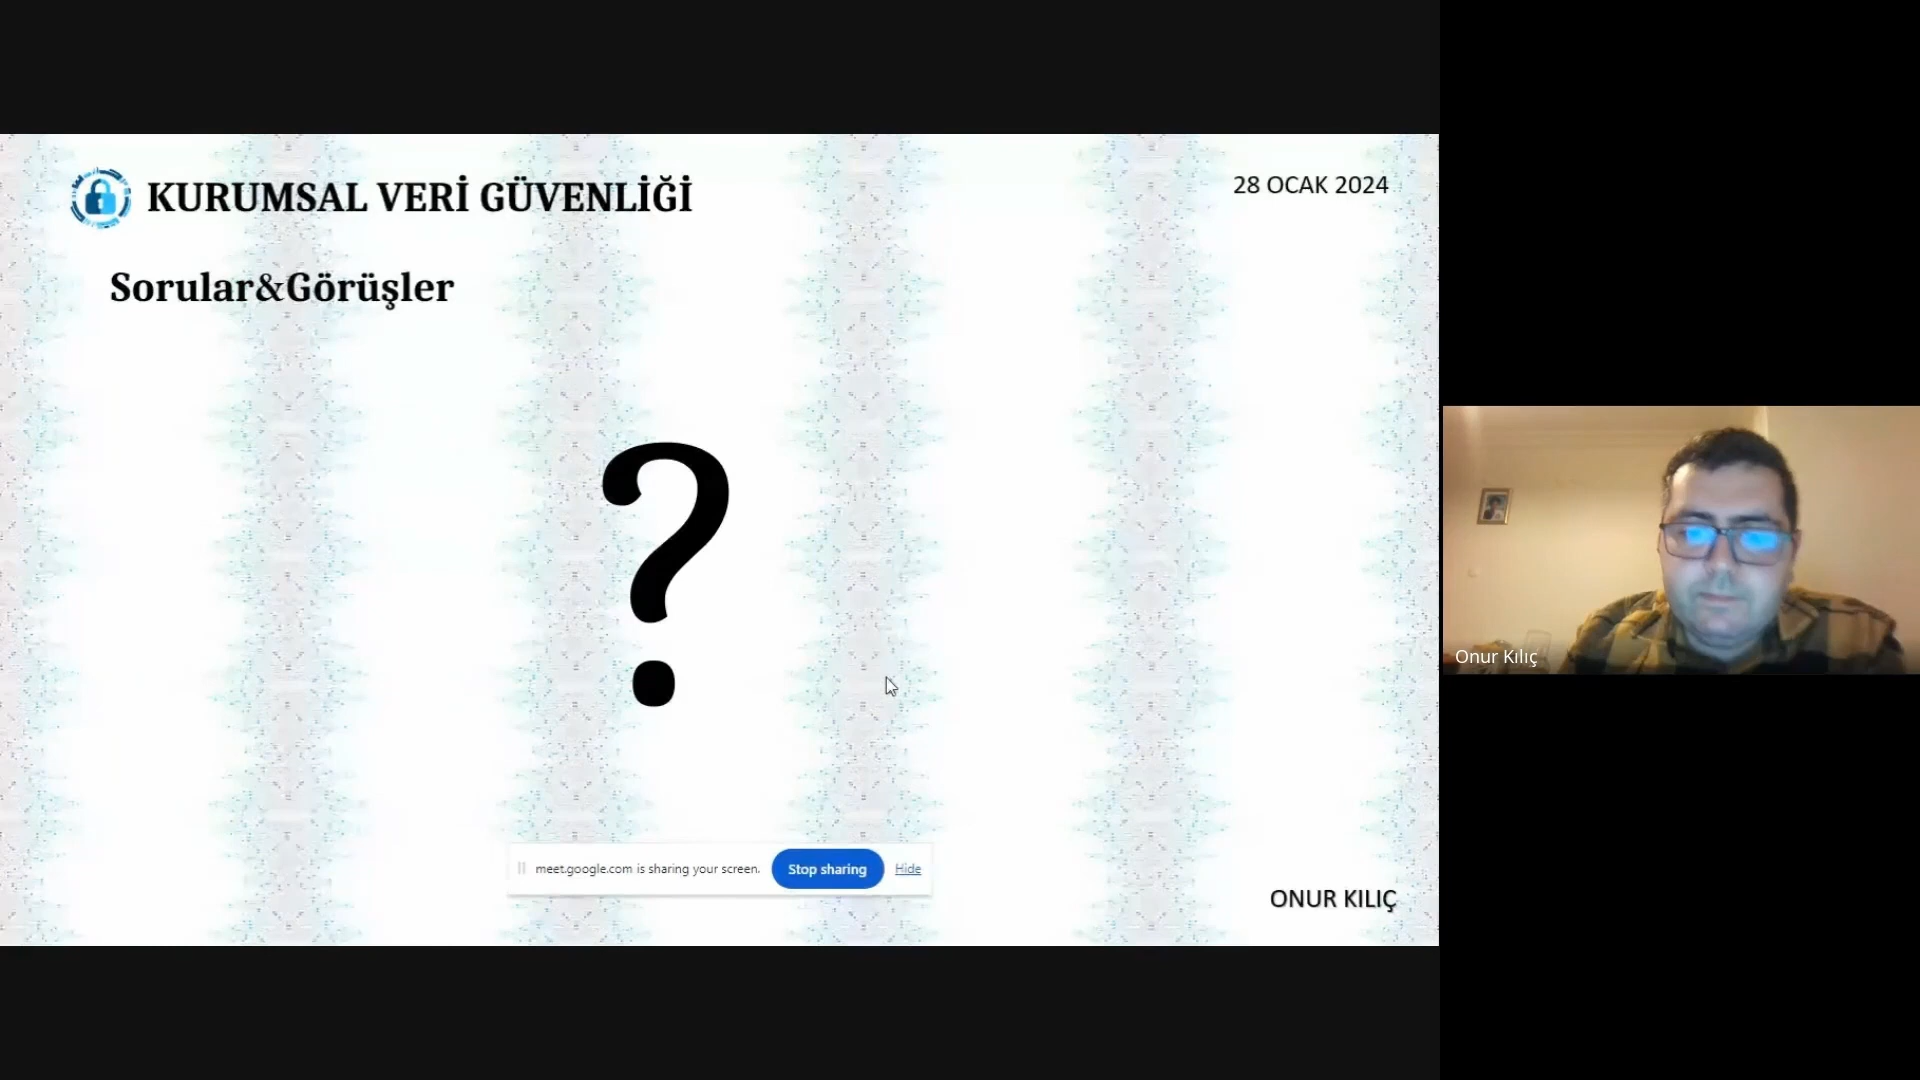 KURUMSAL VERİ GÜVENLİĞİ
28 OCAK 2024
Sorular&Görüşler
?
meet.google.com is sharing your screen. Stop sharing Hide
ONUR KILIÇ
Onur Kılıç